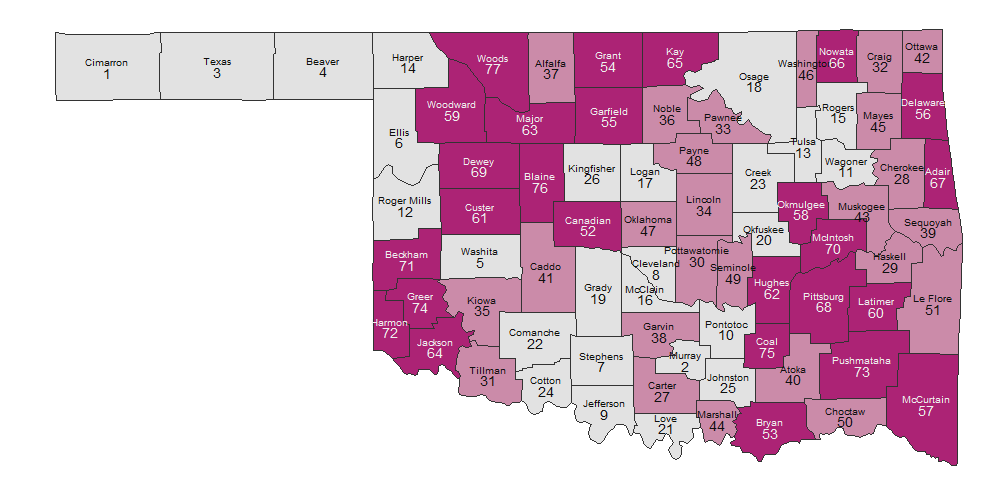 Cimarron
1
Texas
3
Beaver
4
Harper
14
Woods
77
Alfalfa
37
Grant
54
Kay
65
Osage
18
Washington
46
Nowata
66
Craig
32
Ottawa
42
Ellis
6
Woodward
59
Major
63
Garfield
55
Noble
36
Pawnee
33
Rogers
15
Mayes
45
Delaware
56
Roger Mills
12
Dewey
69
Blaine
76
Kingfisher
26
Logan
17
Payne
48
Creek
23
Tulsa
13
Wagoner
11
Cherokee
28
Adair
67
Custer
61
Canadian
52
Oklahoma
47
Lincoln
34
Okmulgee
58
Muskogee
43
Sequoyah
39
Okfuskee
20
McIntosh
70
Beckham
71
Washita
5
Caddo
41
Grady
19
Cleveland
8
McClain
16
Pottawatomie
30
Seminole
49
Hughes
62
Pittsburg
68
Haskell
29
Latimer
60
Le Flore
51
Harmon
72
Greer
74
Kiowa
35
Jackson
64
Tillman
31
Comanche
22
Cotton
24
Stephens
7
Jefferson
9
Garvin
38
Murray
2
Carter
27
Love
21
Pontotoc
10
Johnston
25
Marshall
44
Coal
75
Atoka
40
Bryan
53
Pushmataha
73
Choctaw
50
McCurtain
57